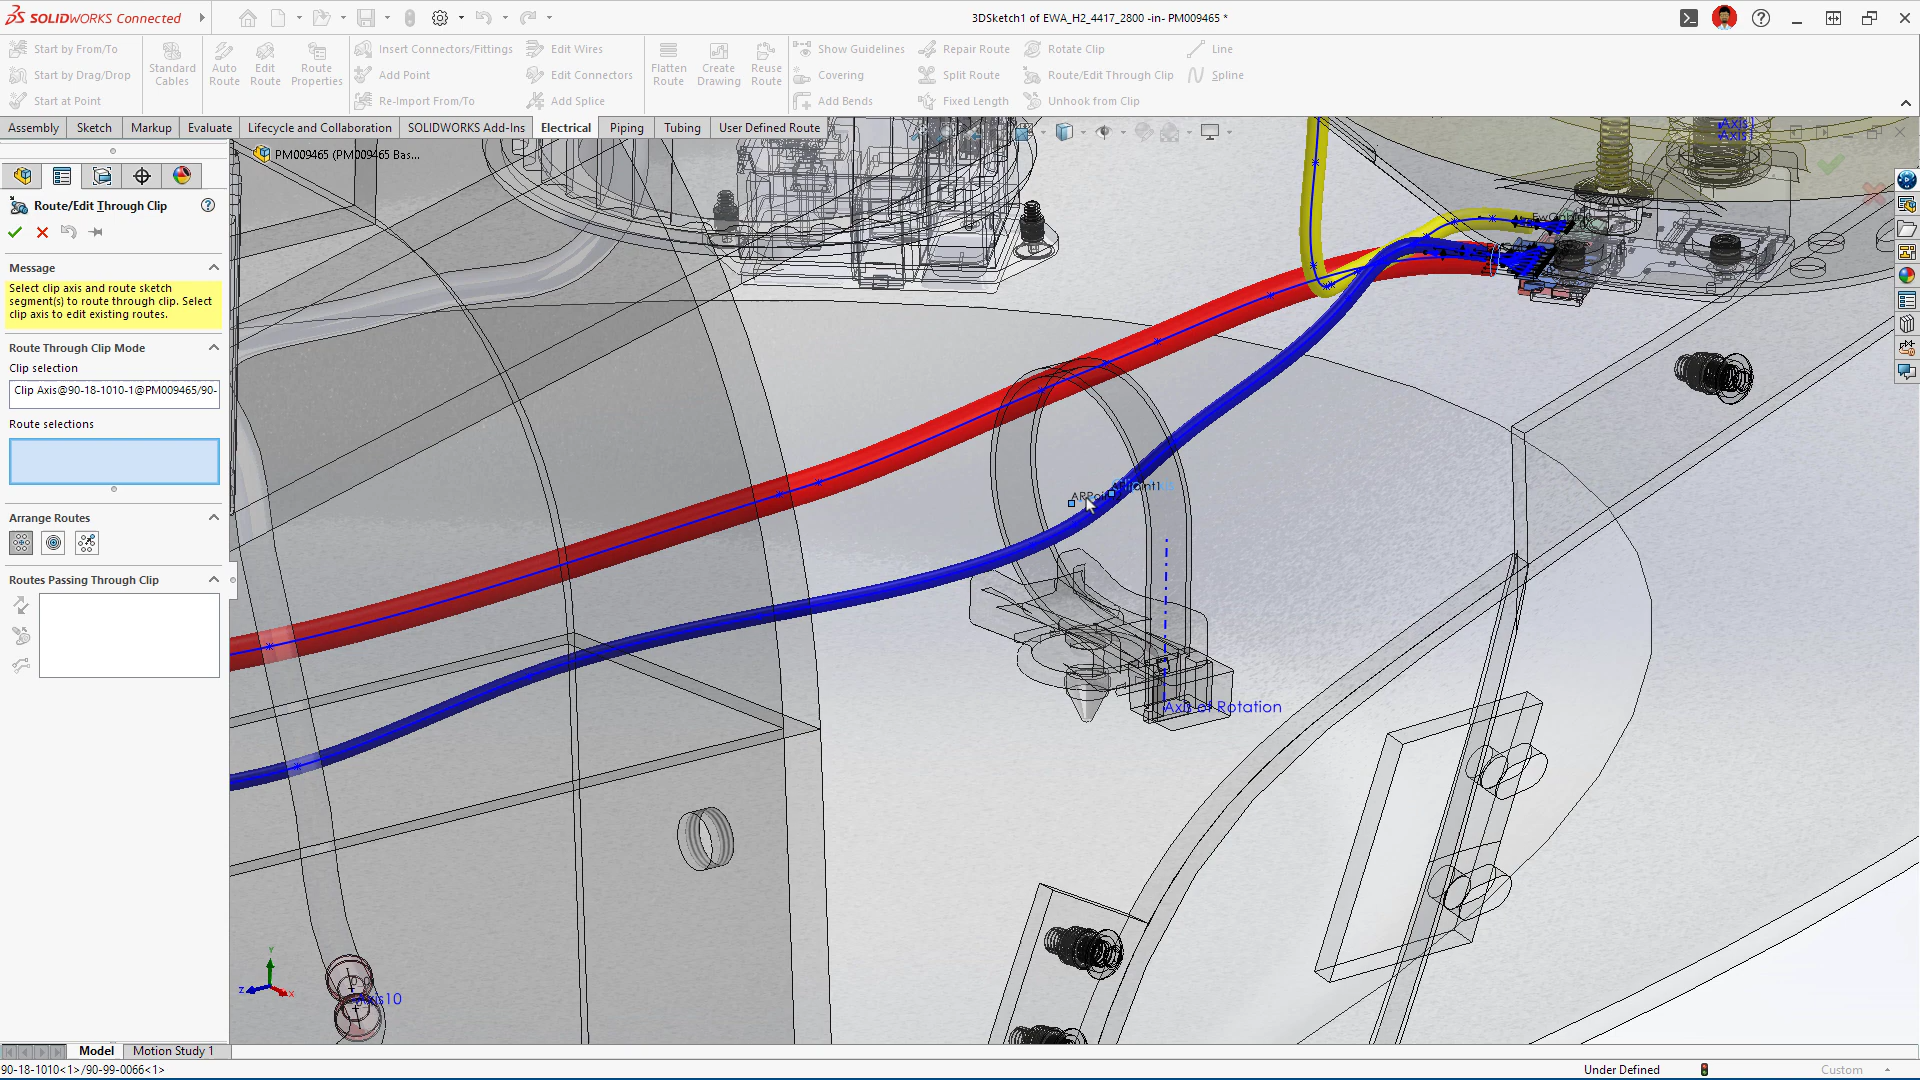 SOLIDWORKS Connected
3DSketch1 of EWA_H2_4417_2800 -in- PM009465 *
Start by From/To
Start by Drag/Drop
Start at Point
Standard Cables
Auto Route
Edit Route
Route Properties
Insert Connectors/Fittings
Add Point
Re-Import From/To
Edit Wires
Edit Connectors
Add Splice
Flatten Route
Create Drawing
Reuse Route
Show Guidelines
Covering
Add Bends
Repair Route
Split Route
Fixed Length
Rotate Clip
Route/Edit Through Clip
Unhook from Clip
Line
Spline
Assembly
Sketch
Markup
Evaluate
Lifecycle and Collaboration
SOLIDWORKS Add-Ins
Electrical
Piping
Tubing
User Defined Route
PM009465 (PM009465 Bas...
Route/Edit Through Clip
Message
Select clip axis and route sketch
segment(s) to route through clip. Select
clip axis to edit existing routes.
Route Through Clip Mode
Clip selection
Clip Axis@90-18-1010-1@PM009465/90-
Route selections
Arrange Routes
Routes Passing Through Clip
Axis1
Axis1
Axis of Rotation
Axis10
Y
Z
X
Model
Motion Study 1
90-18-1010<1>/90-99-0066<1>
Under Defined
Custom